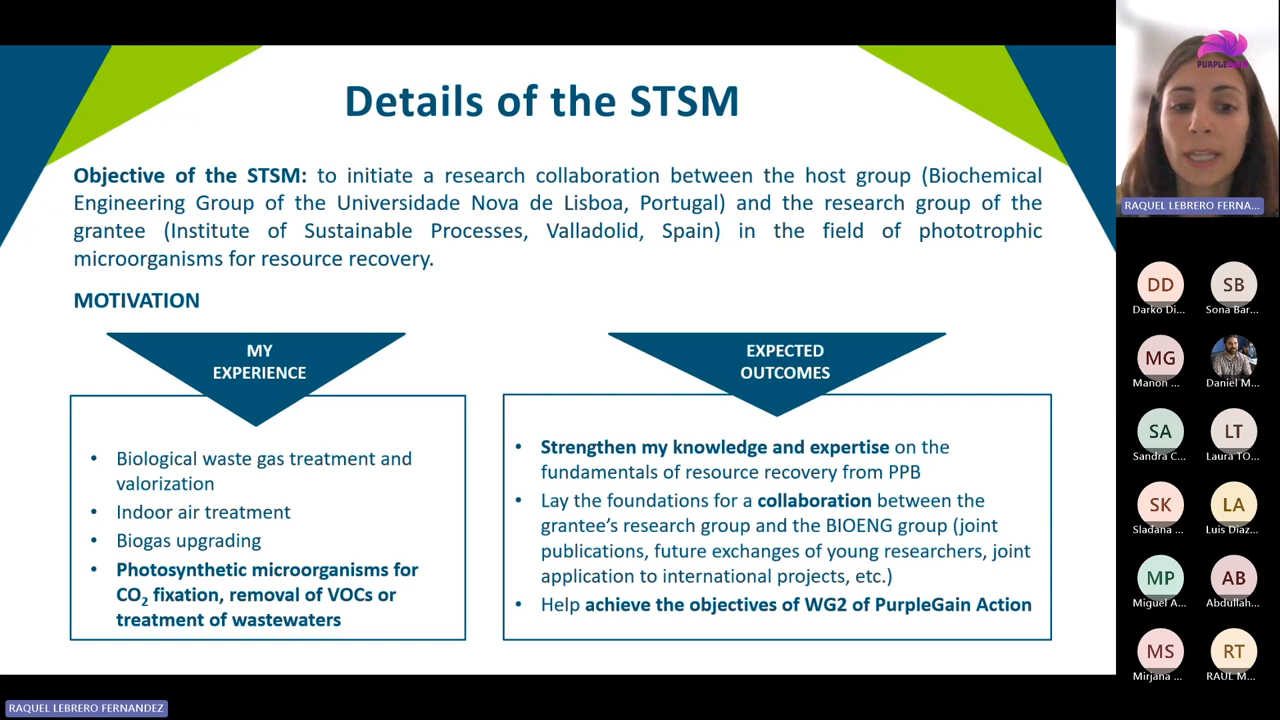 Details of the STSM
Objective of the STSM: to initiate a research collaboration between the host group (Biochemical
Engineering Group of the Universidade Nova de Lisboa, Portugal) and the research group of the
grantee (Institute of Sustainable Processes, Valladolid, Spain) in the field of phototrophic
microorganisms for resource recovery.
MOTIVATION
MY
EXPERIENCE
• Biological waste gas treatment and
valorization
• Indoor air treatment
• Biogas upgrading
• Photosynthetic microorganisms for
CO2 fixation, removal of VOCs or
treatment of wastewaters
EXPECTED
OUTCOMES
• Strengthen my knowledge and expertise on the
fundamentals of resource recovery from PPB
• Lay the foundations for a collaboration between the
grantee's research group and the BIOENG group (joint
publications, future exchanges of young researchers, joint
application to international projects, etc.)
• Help achieve the objectives of WG2 of PurpleGain Action
PURPLEGAIN
RAQUEL LEBRERO FERNA...
DD
Darko Di...
SB
Sona Bar...
MG
Manon ...
Daniel M...
SA
Sandra C...
LT
Laura TO...
SK
Sladana ...
LA
Luis Diaz...
MP
Miguel A...
AB
Abdullah...
MS
Mirjana ...
RT
RAUL M...
RAQUEL LEBRERO FERNANDEZ